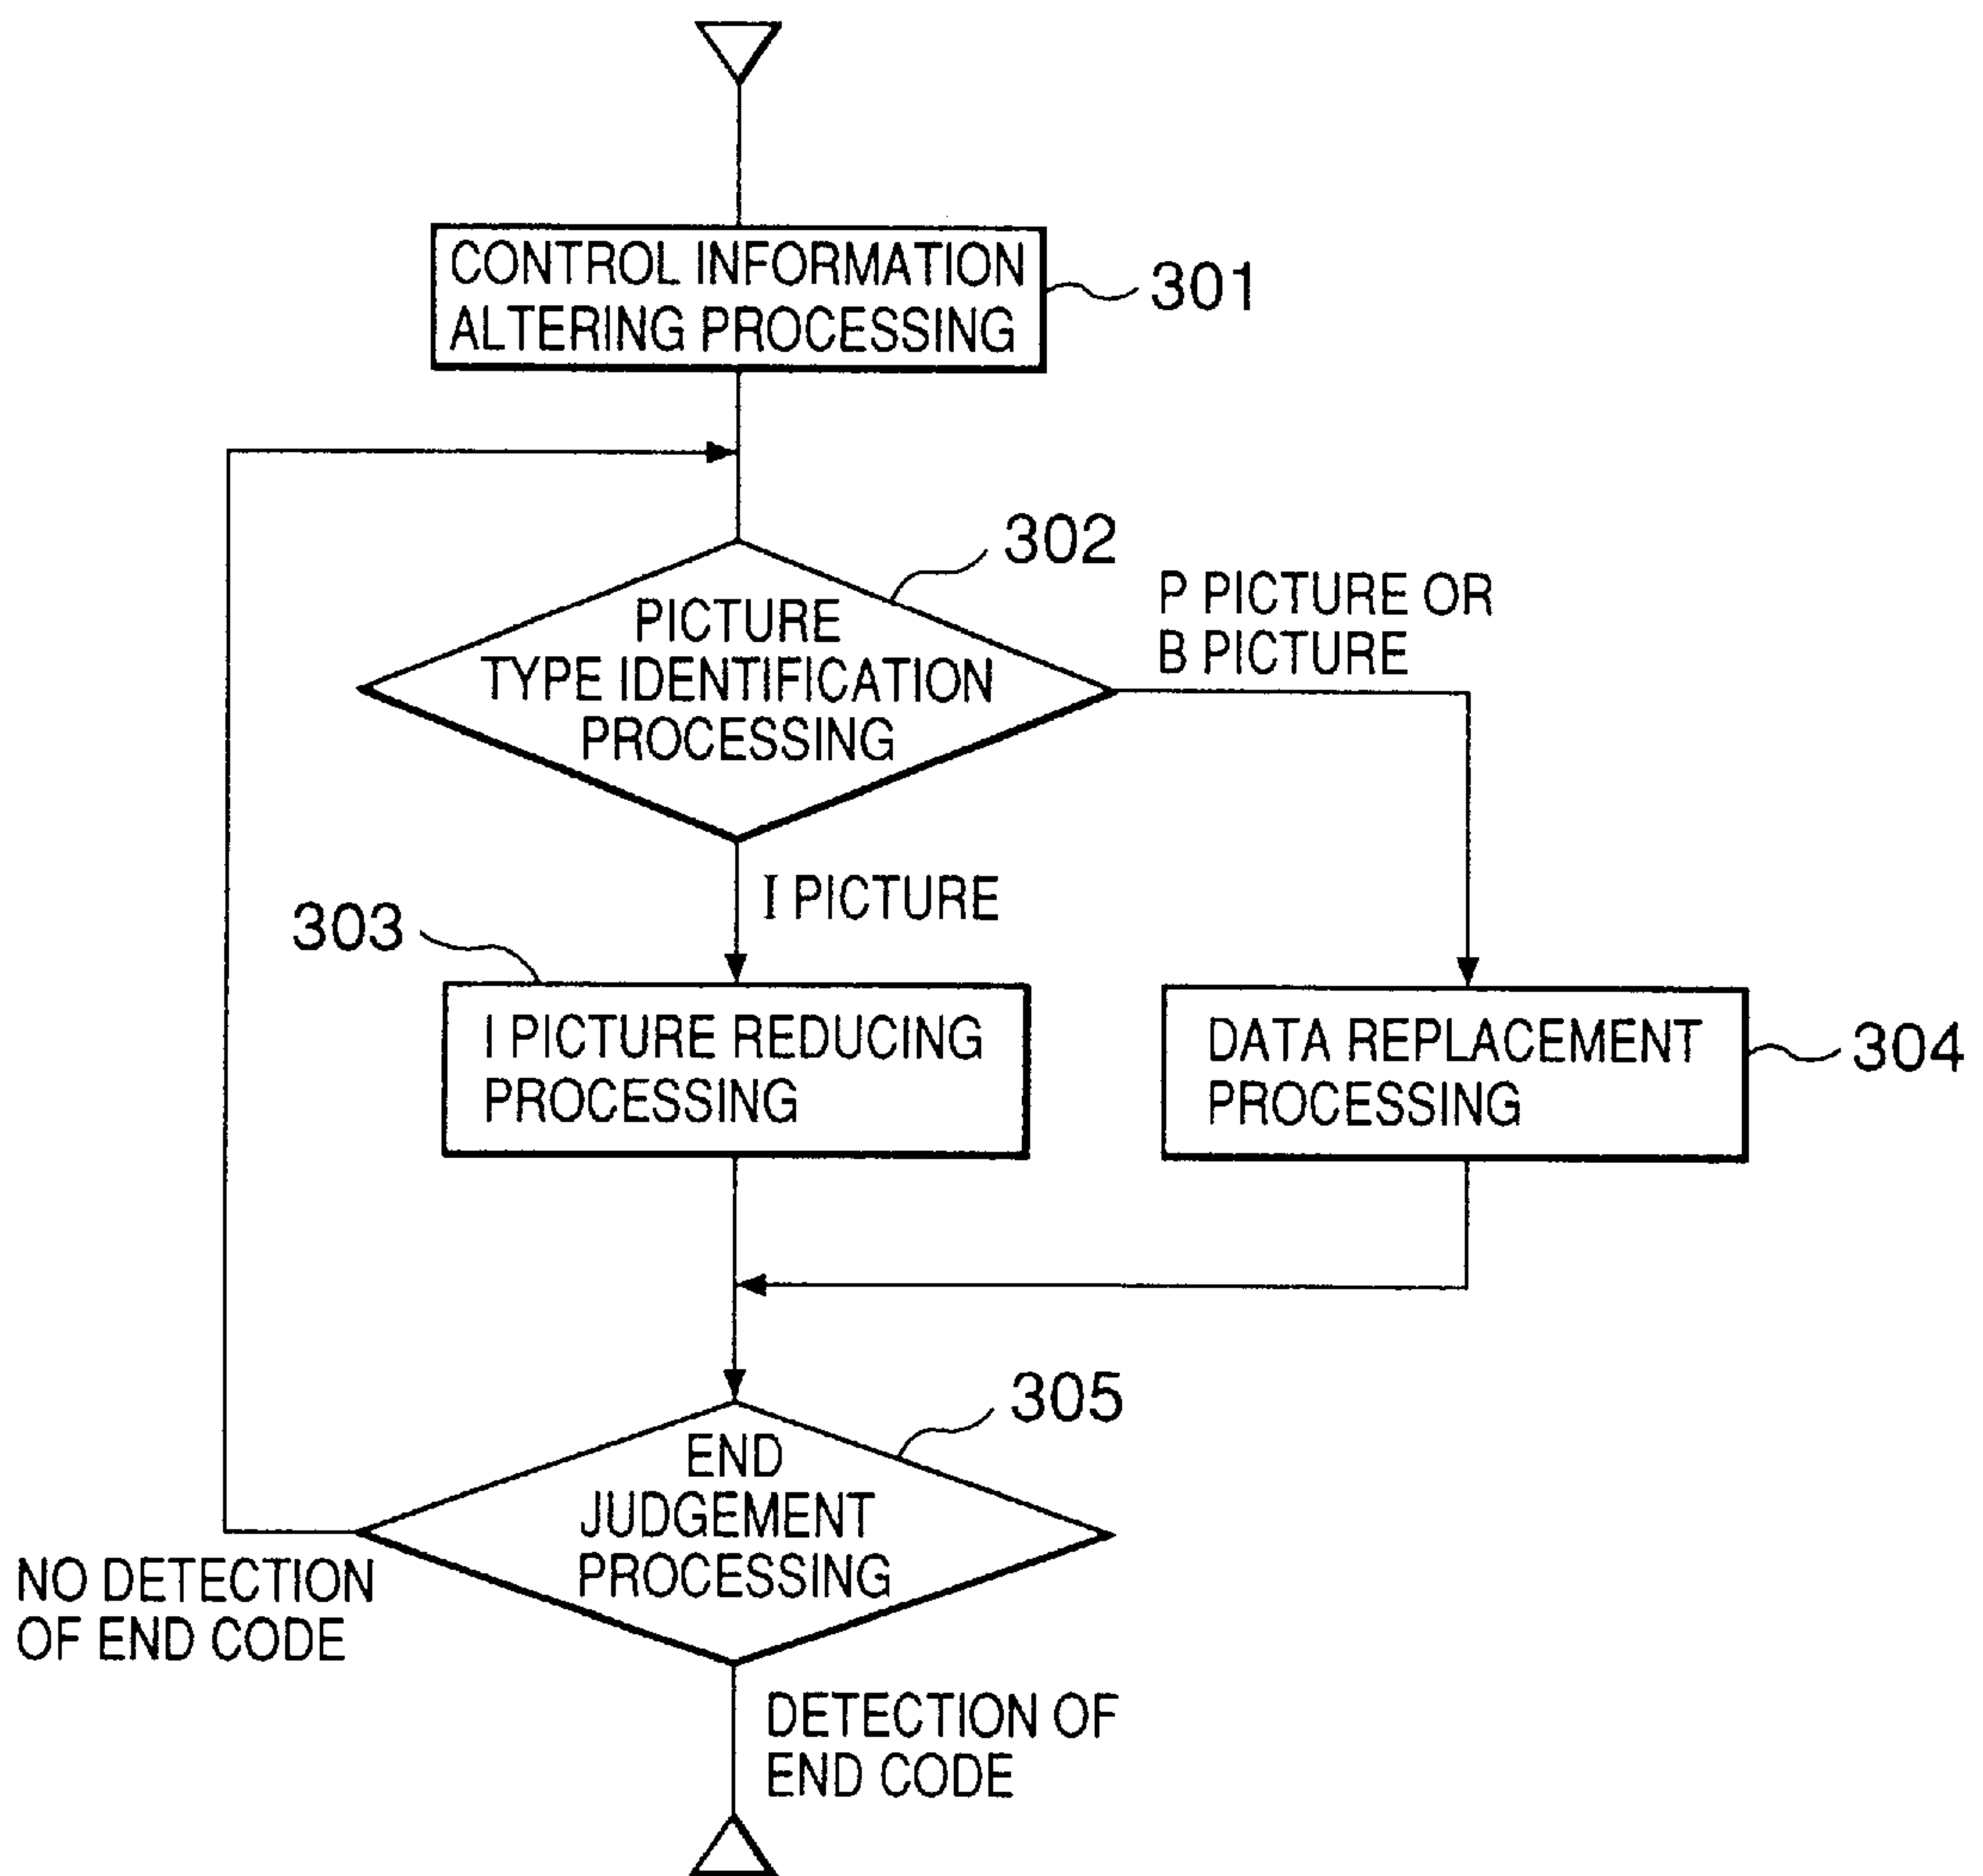 CONTROL INFORMATION
ALTERING PROCESSING
301
302
PICTURE
TYPE IDENTIFICATION
PROCESSING
P PICTURE OR
B PICTURE
I PICTURE
303
I PICTURE REDUCING
PROCESSING
DATA REPLACEMENT
PROCESSING
304
305
END
JUDGEMENT
PROCESSING
NO DETECTION
OF END CODE
DETECTION OF
END CODE